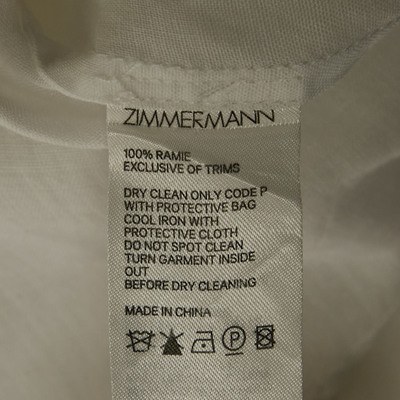 ZIMMERMANN
100% RAMIE
EXCLUSIVE OF TRIMS
DRY CLEAN ONLY CODE P
WITH PROTECTIVE BAG
COOL IRON WITH
PROTECTIVE CLOTH
DO NOT SPOT CLEAN
TURN GARMENT INSIDE
OUT
BEFORE DRY CLEANING
MADE IN CHINA
P